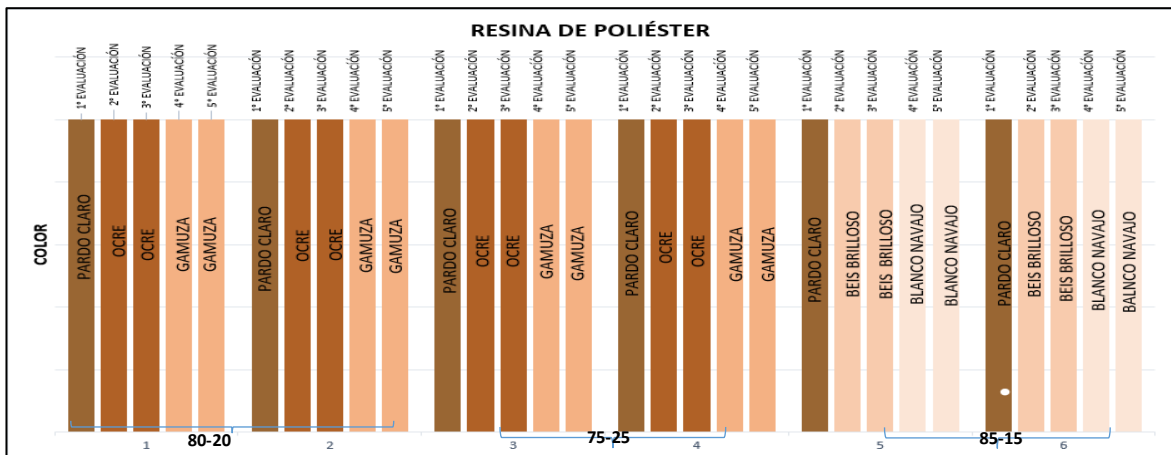 RESINA DE POLIÉSTER
1° EVALUACIÓN
2° EVALUACIÓN
3° EVALUACIÓN
4° EVALUACIÓN
5° EVALUACIÓN
1° EVALUACIÓN
2° EVALUACIÓN
3° EVALUACIÓN
4° EVALUACIÓN
5° EVALUACIÓN
1° EVALUACIÓN
2° EVALUACIÓN
3° EVALUACIÓN
4° EVALUACIÓN
5° EVALUACIÓN
1° EVALUACIÓN
2° EVALUACIÓN
3° EVALUACIÓN
4° EVALUACIÓN
5° EVALUACIÓN
1° EVALUACIÓN
2° EVALUACIÓN
3° EVALUACIÓN
4° EVALUACIÓN
5° EVALUACIÓN
1° EVALUACIÓN
2° EVALUACIÓN
3° EVALUACIÓN
4° EVALUACIÓN
5° EVALUACIÓN
COLOR
PARDO CLARO
OCRE
OCRE
GAMUZA
GAMUZA
PARDO CLARO
OCRE
OCRE
GAMUZA
GAMUZA
PARDO CLARO
OCRE
OCRE
GAMUZA
GAMUZA
PARDO CLARO
OCRE
OCRE
GAMUZA
GAMUZA
PARDO CLARO
BEIS BRILLOSO
BEIS BRILLOSO
BLANCO NAVAJO
BLANCO NAVAJO
PARDO CLARO
BEIS BRILLOSO
BEIS BRILLOSO
BLANCO NAVAJO
BALNCO NAVAJO
80-20
75-25
85-15
1
2
3
4
5
6